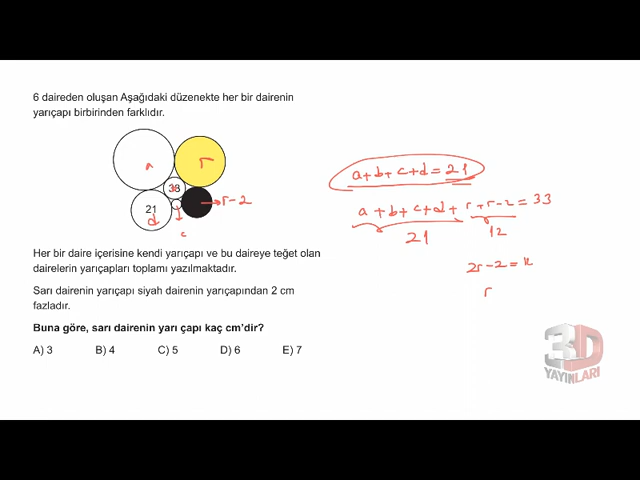 6 daireden oluşan Aşağıdaki düzenekte her bir dairenin
yarıçapı birbirinden farklıdır.
a
r
33
21
d
c
r-2
a+b+c+d=21
a+b+c+d+r+r-2=33
21
12
2r-2=
r
Her bir daire içerisine kendi yarıçapı ve bu daireye teğet olan
dairelerin yarıçapları toplamı yazılmaktadır.
Sarı dairenin yarıçapı siyah dairenin yarıçapından 2 cm
fazladır.
Buna göre, sarı dairenin yarı çapı kaç cm'dir?
A) 3 B) 4 C) 5 D) 6 E) 7
3D
YAYINLARI